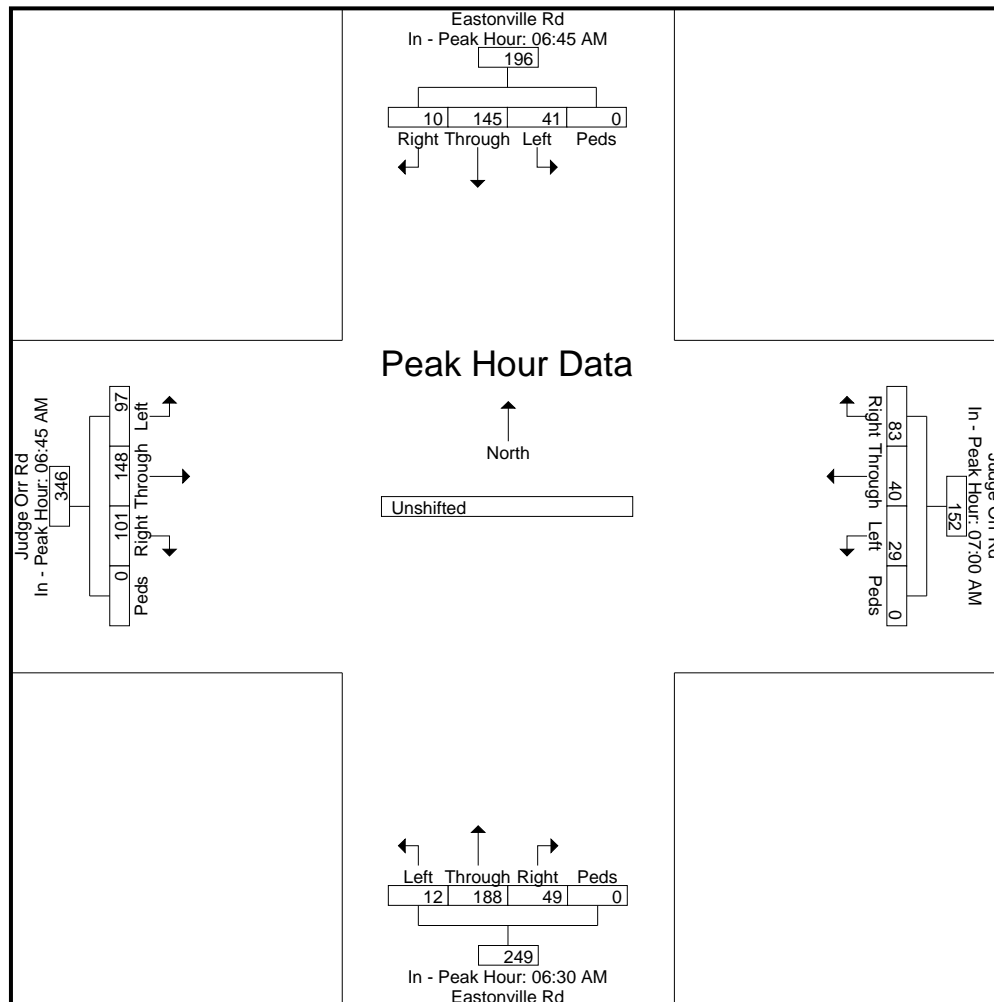 Eastonville Rd
In - Peak Hour: 06:45 AM
196
10 145 41 0
Right Through Left Peds
Peak Hour Data
North
Unshifted
Judge Orr Rd
In - Peak Hour: 06:45 AM
346
97 148 101 0
Left Through Right Peds
Judge Orr Rd
In - Peak Hour: 07:00 AM
152
83 40 29 0
Right Through Left Peds
Left Through Right Peds
12 188 49 0
249
In - Peak Hour: 06:30 AM
Eastonville Rd